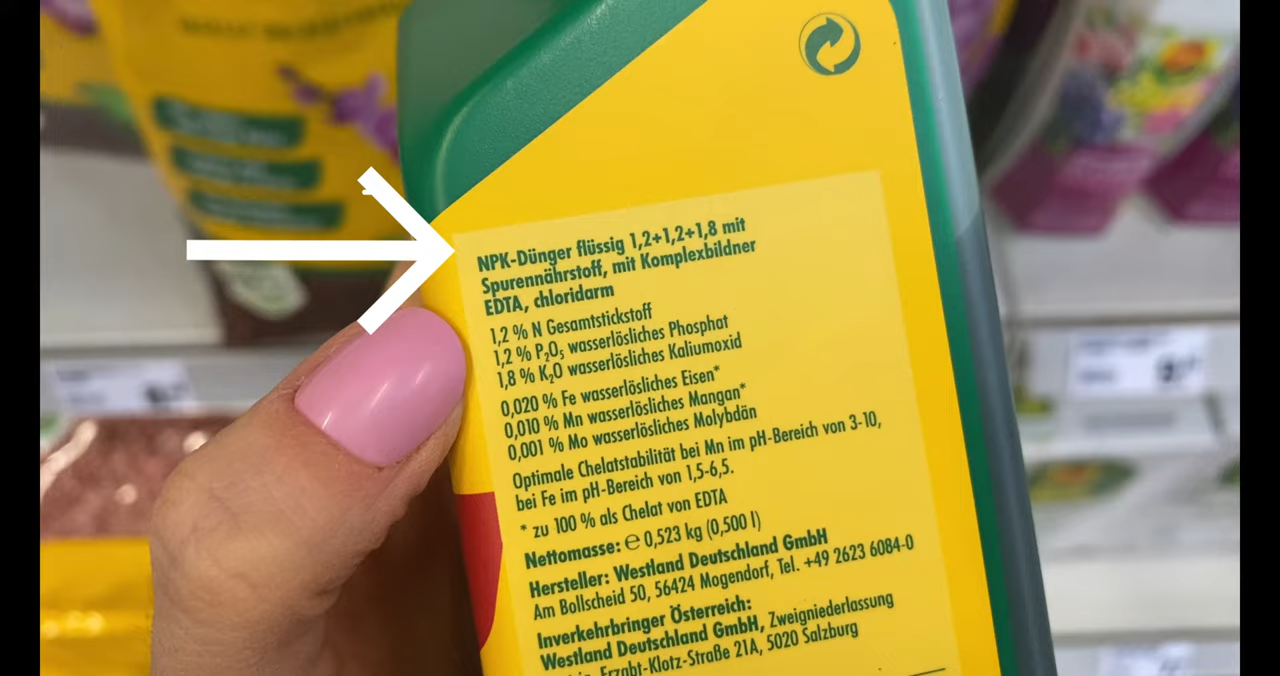 NPK-Dünger flüssig 1,2+1,2+1,8 mit
Spurennährstoff, mit Komplexbildner
EDTA, chloridarm
1,2 % N Gesamtstickstoff
1,2 % P₂O₅ wasserlösliches Phosphat
1,8 % K₂O wasserlösliches Kaliumoxid
0,020 % Fe wasserlösliches Eisen*
0,010 % Mn wasserlösliches Mangan*
0,001 % Mo wasserlösliches Molybdän
Optimale Chelatstabilität bei Mn im pH-Bereich von 3-10,
bei Fe im pH-Bereich von 1,5-6,5.
* zu 100 % als Chelat von EDTA
Nettomasse: ℮ 0,523 kg (0,500 l)
Hersteller: Westland Deutschland GmbH
Am Bollscheid 50, 56424 Mogendorf, Tel. +49 2623 6084-0
Inverkehrbringer Österreich:
Westland Deutschland GmbH, Zweigniederlassung
Erzabt-Klotz-Straße 21A, 5020 Salzburg